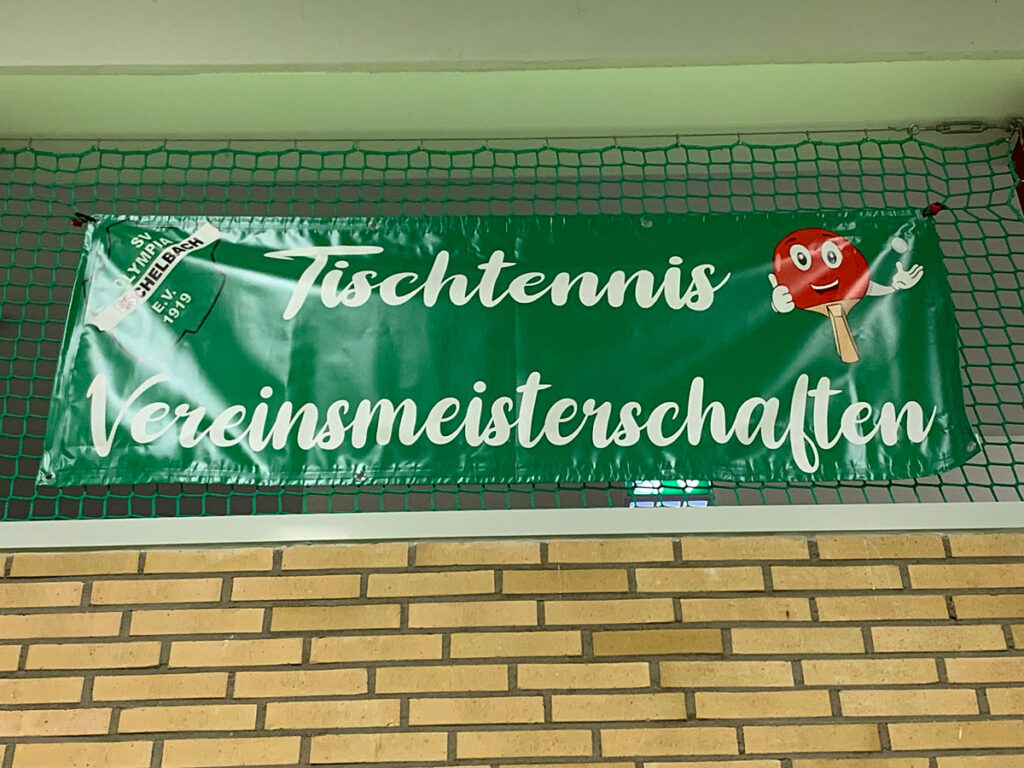 SV
OLYMPIA
ESCHELBACH
E.V.
1919
Tischtennis
Vereinsmeisterschaften